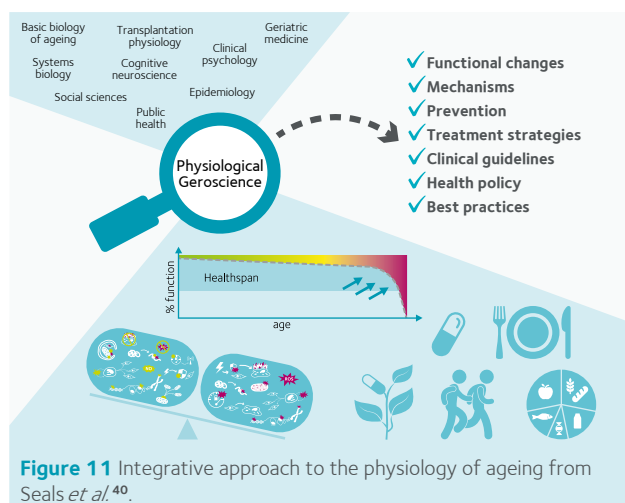 Basic biology
of ageing
Transplantation
physiology
Geriatric
medicine
Clinical
psychology
Systems
biology
Cognitive
neuroscience
Social sciences
Epidemiology
Public
health
Physiological
Geroscience
Functional changes
Mechanisms
Prevention
Treatment strategies
Clinical guidelines
Health policy
Best practices
% function
Healthspan
age
ROS
Figure 11 Integrative approach to the physiology of ageing from
Seals et al. 40.